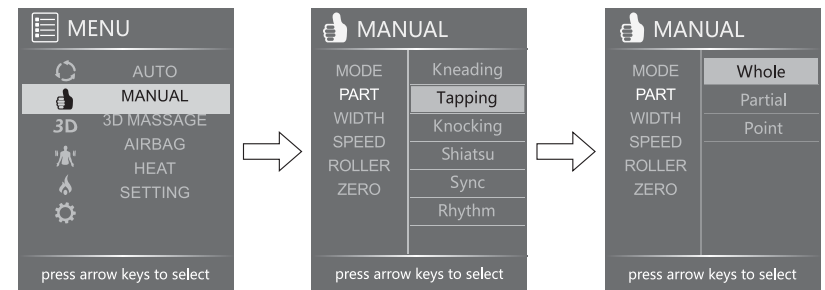 MENU
AUTO
MANUAL
3D 3D MASSAGE
AIRBAG
HEAT
SETTING
press arrow keys to select
MANUAL
MODE
PART
WIDTH
SPEED
ROLLER
ZERO
Kneading
Tapping
Knocking
Shiatsu
Sync
Rhythm
press arrow keys to select
MANUAL
MODE
PART
WIDTH
SPEED
ROLLER
ZERO
Whole
Partial
Point
press arrow keys to select